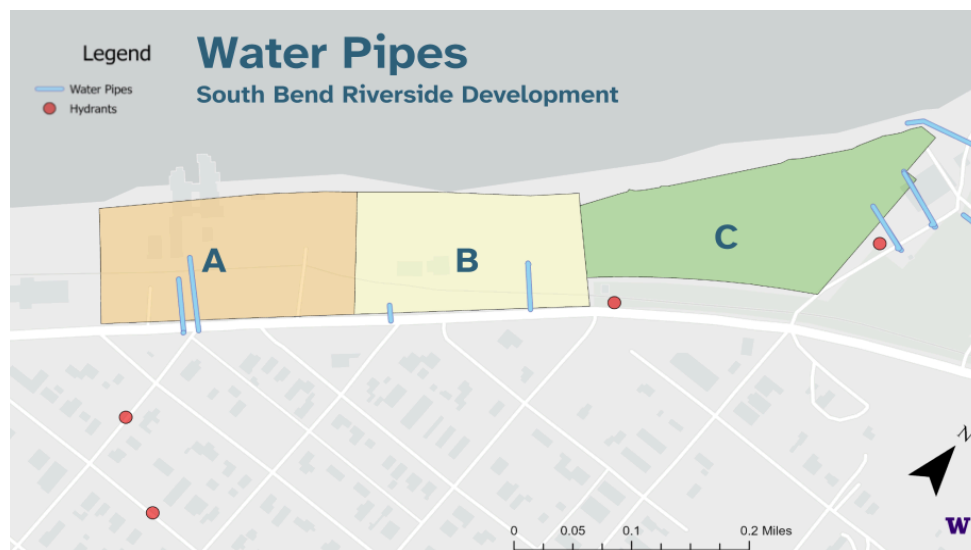 Legend
Water Pipes
Hydrants
Water Pipes
South Bend Riverside Development
A
B
C
N
0 0.05 0.1 0.2 Miles
W